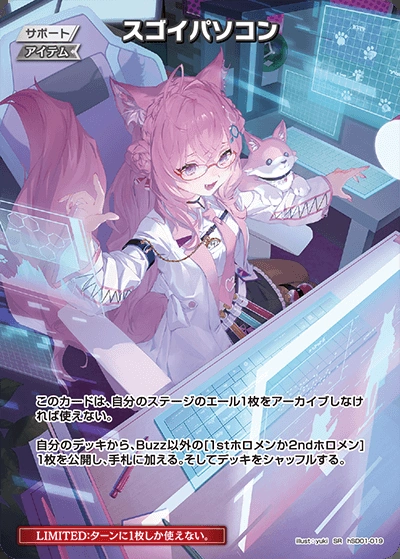 サポート
アイテム
スゴイパソコン
このカードは、自分のステージのエール1枚をアーカイブしなけ
れば使えない。
自分のデッキから、Buzz以外の[1stホロメンか2ndホロメン]
1枚を公開し、手札に加える。そしてデッキをシャッフルする。
LIMITED:ターンに1枚しか使えない。
illust:yuki SR hSD01-019